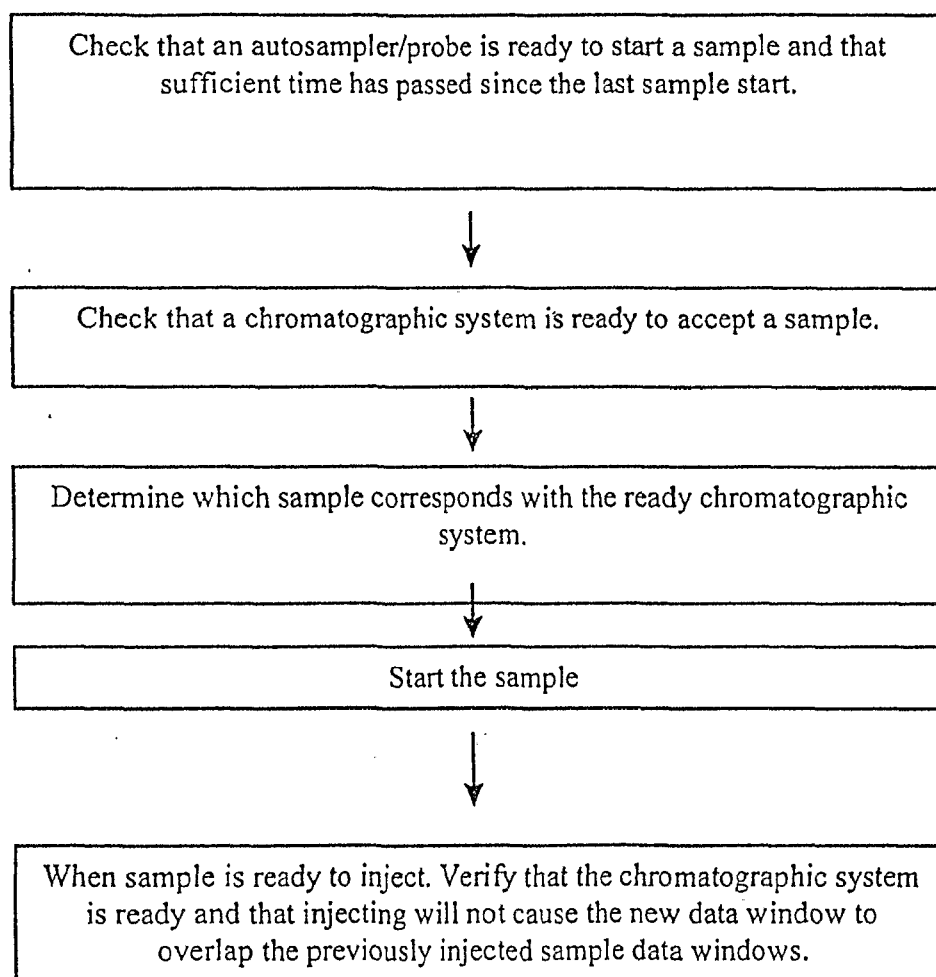 Check that an autosampler/probe is ready to start a sample and that
sufficient time has passed since the last sample start.
Check that a chromatographic system is ready to accept a sample.
Determine which sample corresponds with the ready chromatographic
system.
Start the sample
When sample is ready to inject. Verify that the chromatographic system
is ready and that injecting will not cause the new data window to
overlap the previously injected sample data windows.